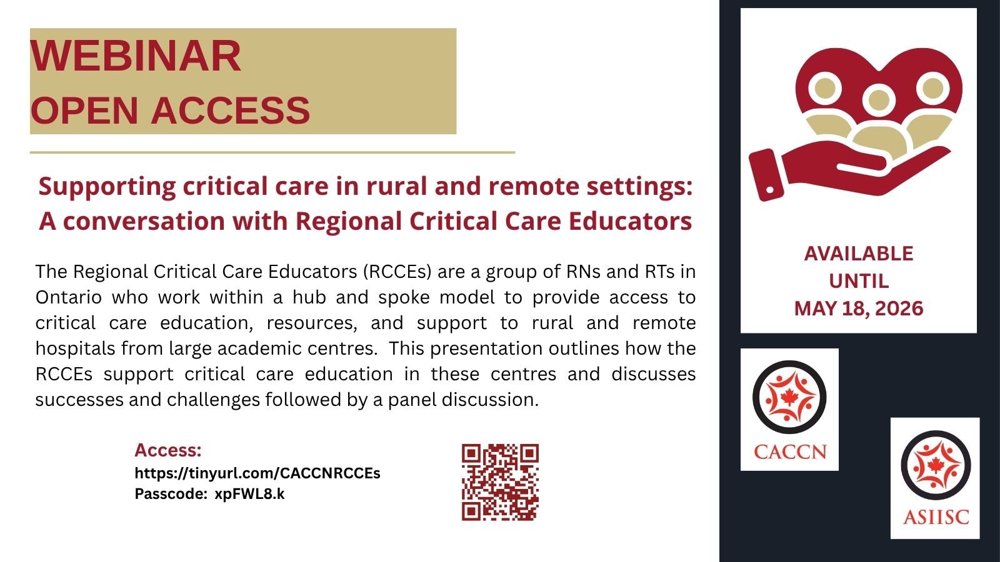 WEBINAR
OPEN ACCESS
Supporting critical care in rural and remote settings:
A conversation with Regional Critical Care Educators
The Regional Critical Care Educators (RCCEs) are a group of RNs and RTs in
Ontario who work within a hub and spoke model to provide access to
critical care education, resources, and support to rural and remote
hospitals from large academic centres.  This presentation outlines how the
RCCEs support critical care education in these centres and discusses
successes and challenges followed by a panel discussion.
Access:
https://tinyurl.com/CACCNRCCEs
Passcode:  xpFWL8.k
AVAILABLE
UNTIL
MAY 18, 2026
CACCN
ASIISC